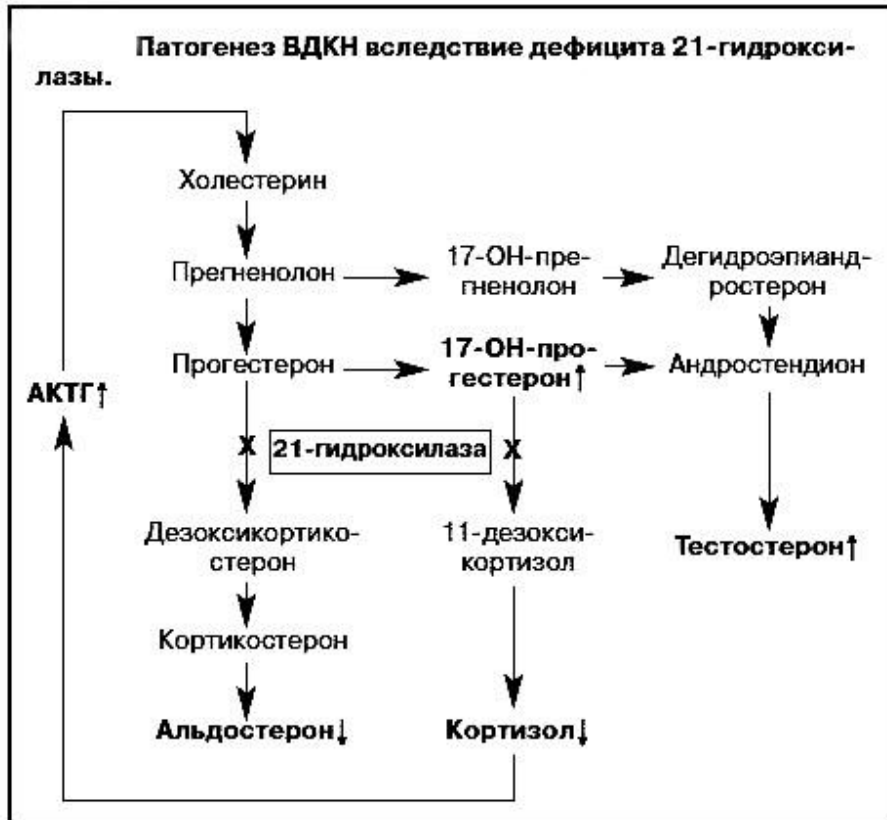 Патогенез ВДКН вследствие дефицита 21-гидрокси-
лазы.
Холестерин
Прегненолон
17-ОН-пре-
гненолон
Дегидроэпианд-
ростерон
Прогестерон
17-ОН-про-
гестерон↑
Андростендион
АКТГ↑
X 21-гидроксилаза X
Дезоксикортико-
стерон
11-дезокси-
кортизол
Тестостерон↑
Кортикостерон
Альдостерон↓
Кортизол↓